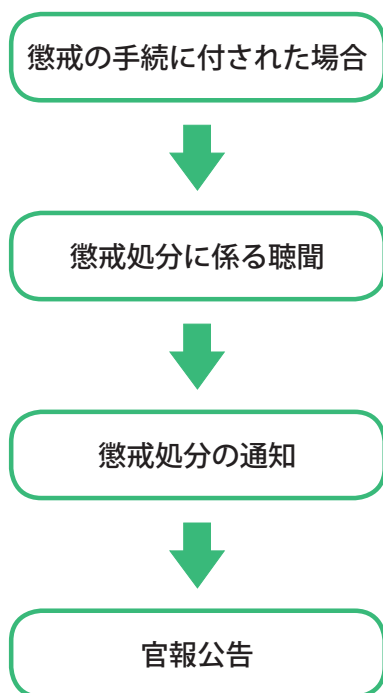 懲戒の手続に付された場合
懲戒処分に係る聴聞
懲戒処分の通知
官報公告